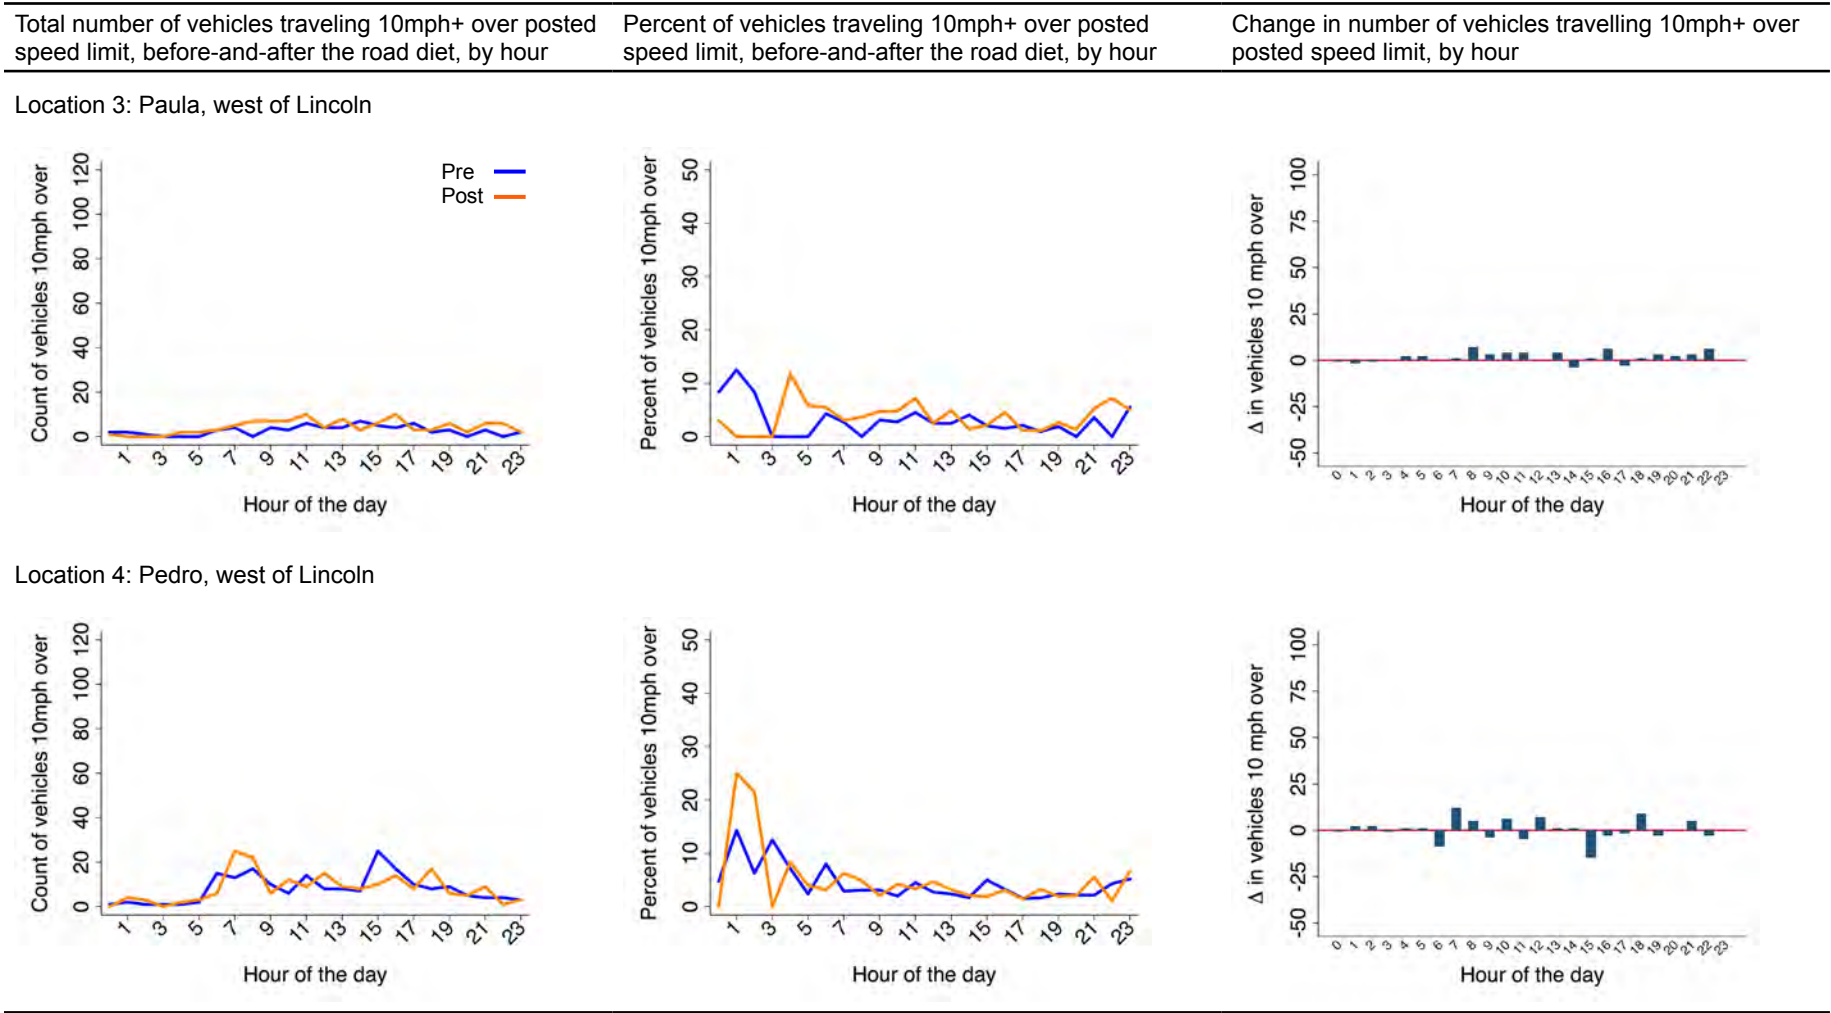 Total number of vehicles traveling 10mph+ over posted
speed limit, before-and-after the road diet, by hour
Percent of vehicles traveling 10mph+ over posted
speed limit, before-and-after the road diet, by hour
Change in number of vehicles travelling 10mph+ over
posted speed limit, by hour
Location 3: Paula, west of Lincoln
Count of vehicles 10mph over
0 20 40 60 80 100 120
Pre
Post
1 3 5 7 9 11 13 15 17 19 21 23
Hour of the day
Percent of vehicles 10mph over
0 10 20 30 40 50
1 3 5 7 9 11 13 15 17 19 21 23
Hour of the day
Δ in vehicles 10 mph over
-50 -25 0 25 50 75 100
0 1 2 3 4 5 6 7 8 9 10 11 12 13 14 15 16 17 18 19 20 21 22 23
Hour of the day
Location 4: Pedro, west of Lincoln
Count of vehicles 10mph over
0 20 40 60 80 100 120
1 3 5 7 9 11 13 15 17 19 21 23
Hour of the day
Percent of vehicles 10mph over
0 10 20 30 40 50
1 3 5 7 9 11 13 15 17 19 21 23
Hour of the day
Δ in vehicles 10 mph over
-50 -25 0 25 50 75 100
0 1 2 3 4 5 6 7 8 9 10 11 12 13 14 15 16 17 18 19 20 21 22 23
Hour of the day